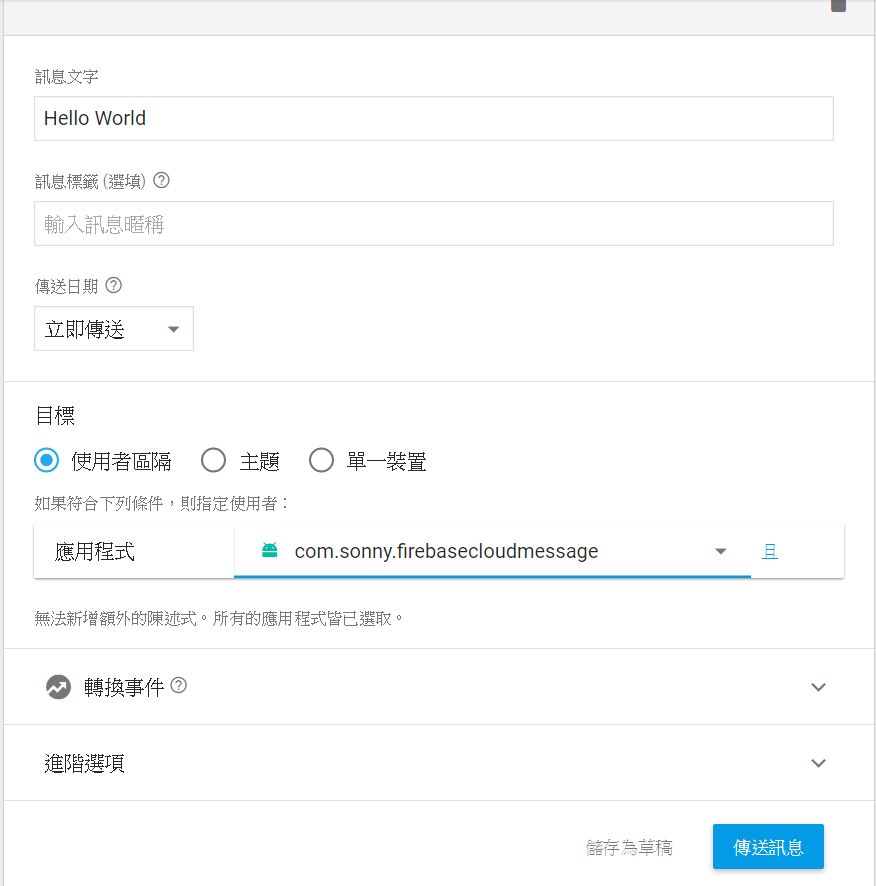 訊息文字
Hello World
訊息標籤 (選填)
輸入訊息暱稱
傳送日期
立即傳送
目標
使用者區隔 主題 單一裝置
如果符合下列條件，則指定使用者：
應用程式 com.sonny.firebasecloudmessage 且
無法新增額外的陳述式。所有的應用程式皆已選取。
轉換事件
進階選項
儲存為草稿 傳送訊息